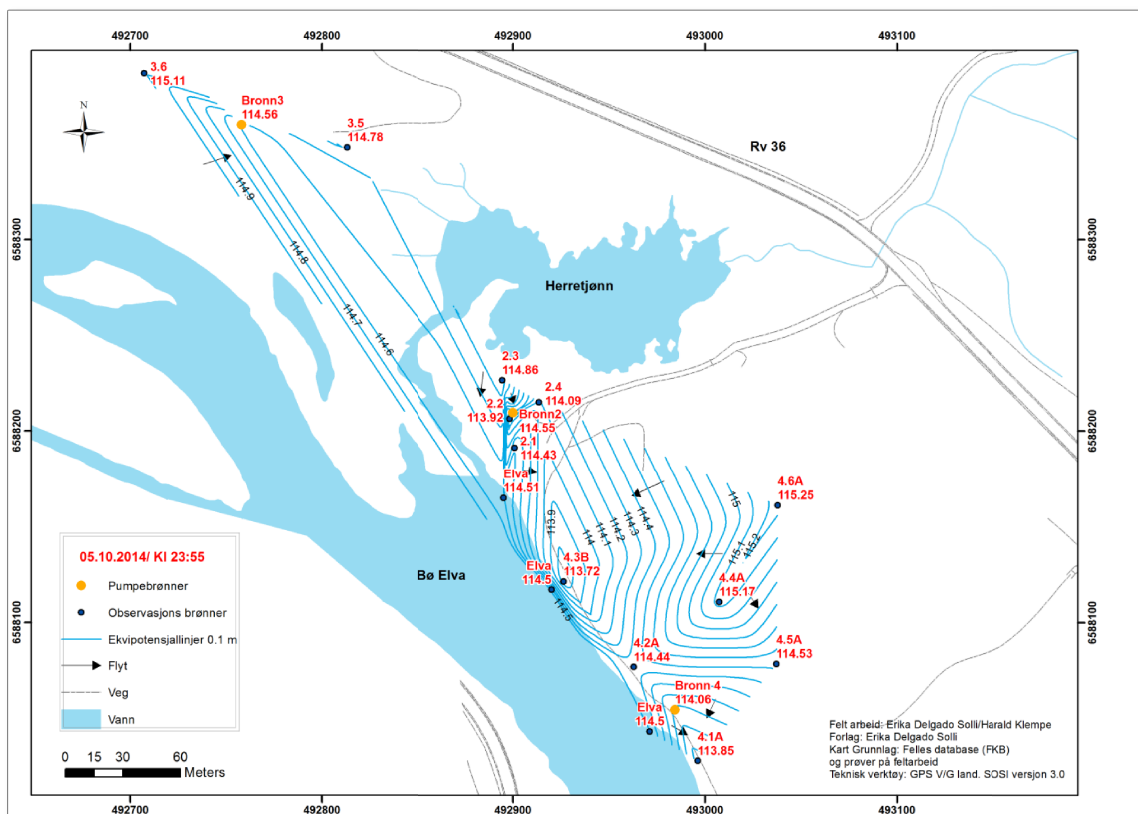 492700 492800 492900 493000 493100
3.6
115.11
Bronn3
114.56
3.5
114.78
N
Rv 36
114.9
6588300
6588300
114.8
Herretjønn
114.7
114.6
2.3
114.86
2.4
114.09
2.2
113.92
Bronn2
114.55
6588200
6588200
2.1
114.43
Elva
114.51
4.6A
115.25
115
114.4
114.3
114.2
114.1
114
113.9
115.1
115.2
05.10.2014/ Kl 23:55
Pumpebrønner
Observasjons brønner
Ekvipotensjallinjer 0.1 m
Flyt
Veg
Vann
Bø Elva
Elva
114.5
4.3B
113.72
4.4A
115.17
114.5
6588100
6588100
4.2A
114.44
4.5A
114.53
Bronn 4
114.06
Elva
114.5
4.1A
113.85
0 15 30 60
Meters
Felt arbeid: Erika Delgado Solli/Harald Klempe
Forlag: Erika Delgado Solli
Kart Grunnlag: Felles database (FKB)
og prøver på feltarbeid
Teknisk verktøy: GPS V/G land. SOSI versjon 3.0
492700 492800 492900 493000 493100